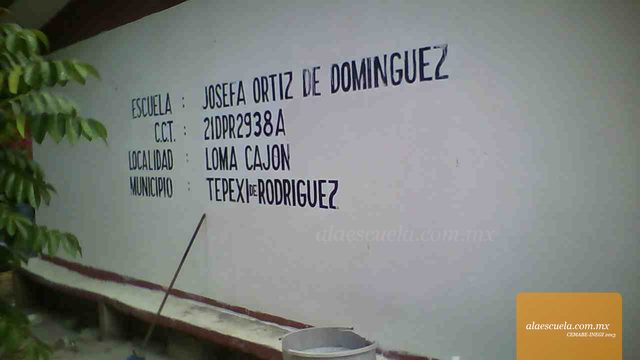 ESCUELA : JOSEFA ORTIZ DE DOMINGUEZ
C.C.T. : 21DPR2938A
LOCALIDAD : LOMA CAJON
MUNICIPIO : TEPEXI DE RODRIGUEZ
alaescuela.com.mx
alaescuela.com.mx
CEMABE-INEGI 2013